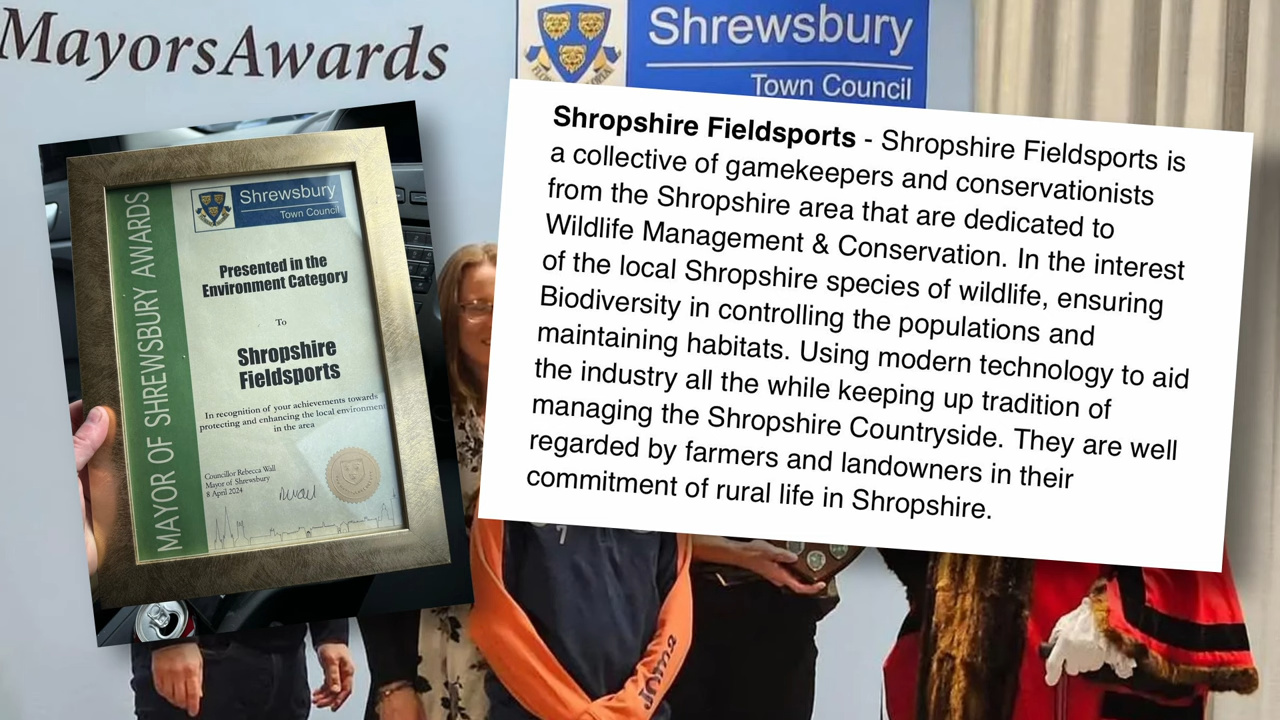 MayorsAwards
Shrewsbury
Town Council
MAYOR OF SHREWSBURY AWARDS
Shrewsbury
Town Council
Presented in the
Environment Category
To
Shropshire
Fieldsports
In recognition of your achievements towards
protecting and enhancing the local environment
in the area
Councillor Rebecca Wall
Mayor of Shrewsbury
8 April 2024
Shropshire Fieldsports - Shropshire Fieldsports is
a collective of gamekeepers and conservationists
from the Shropshire area that are dedicated to
Wildlife Management & Conservation. In the interest
of the local Shropshire species of wildlife, ensuring
Biodiversity in controlling the populations and
maintaining habitats. Using modern technology to aid
the industry all the while keeping up tradition of
managing the Shropshire Countryside. They are well
regarded by farmers and landowners in their
commitment of rural life in Shropshire.
7
Joma